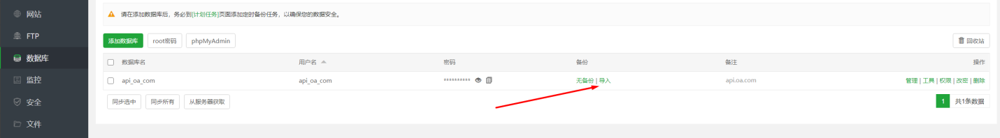 网站
FTP
数据库
监控
安全
文件
请在添加数据库后，务必到[计划任务]页面添加定时备份任务，以确保您的数据安全。
添加数据库 root密码 phpMyAdmin 回收站
数据库名 用户名 密码 备份 备注 操作
api_oa_com api_oa_com ********** 无备份 | 导入 api.oa.com 管理 | 工具 | 权限 | 改密 | 删除
同步选中 同步所有 从服务器获取 1 共1条数据